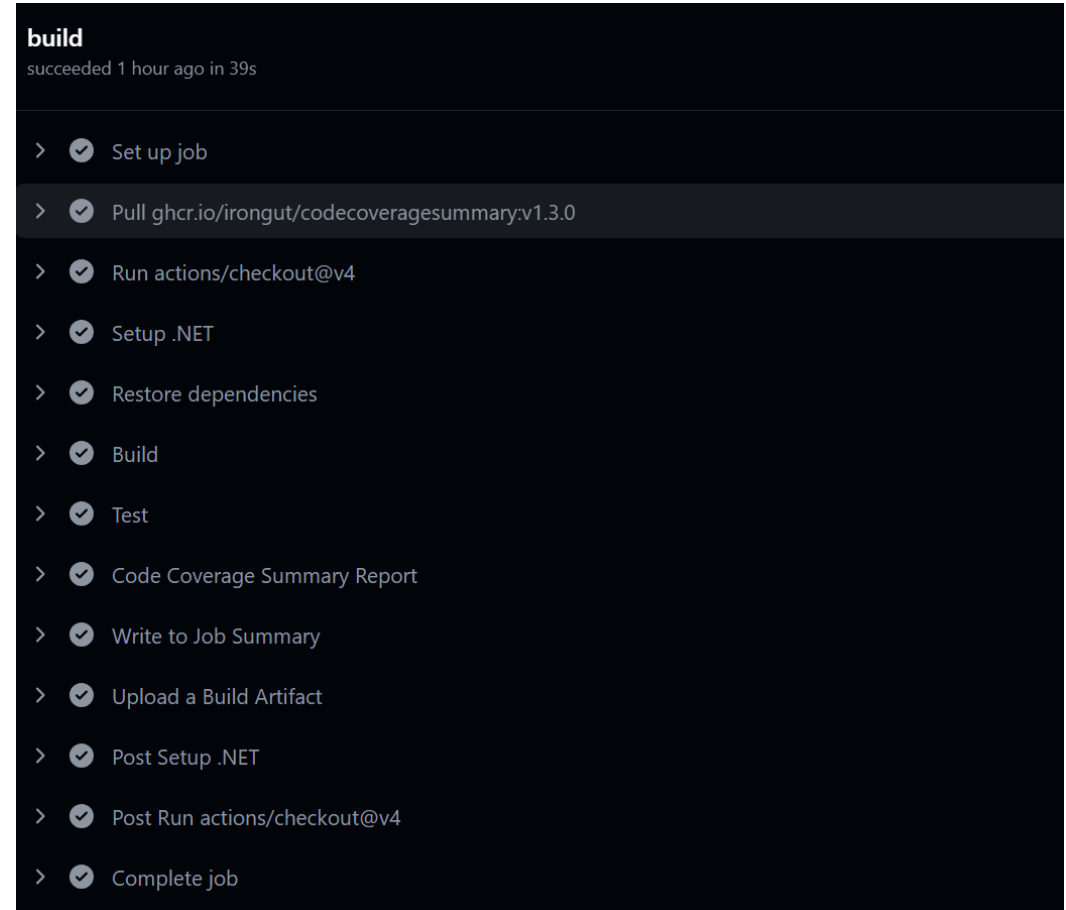 build
succeeded 1 hour ago in 39s
Set up job
Pull ghcr.io/irongut/codecoveragesummary:v1.3.0
Run actions/checkout@v4
Setup .NET
Restore dependencies
Build
Test
Code Coverage Summary Report
Write to Job Summary
Upload a Build Artifact
Post Setup .NET
Post Run actions/checkout@v4
Complete job